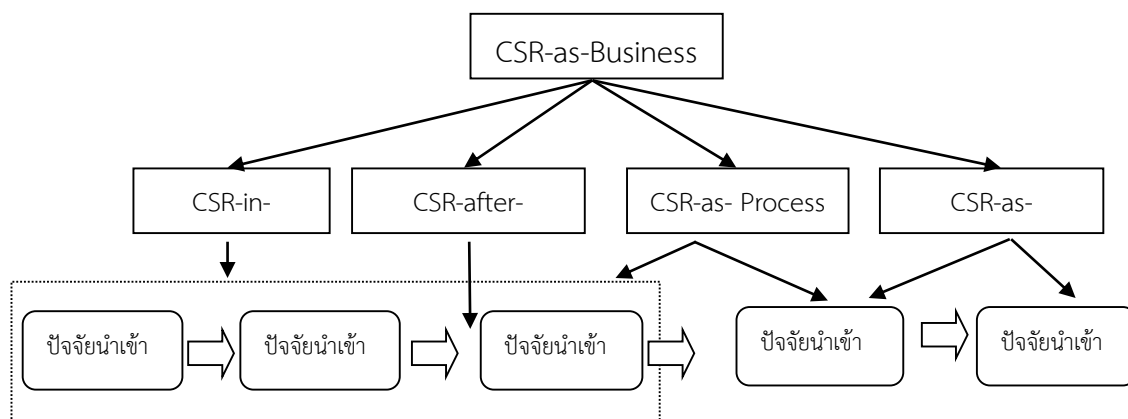 CSR-as-Business
CSR-in-
CSR-after-
CSR-as- Process
CSR-as-
ปัจจัยนำเข้า
ปัจจัยนำเข้า
ปัจจัยนำเข้า
ปัจจัยนำเข้า
ปัจจัยนำเข้า